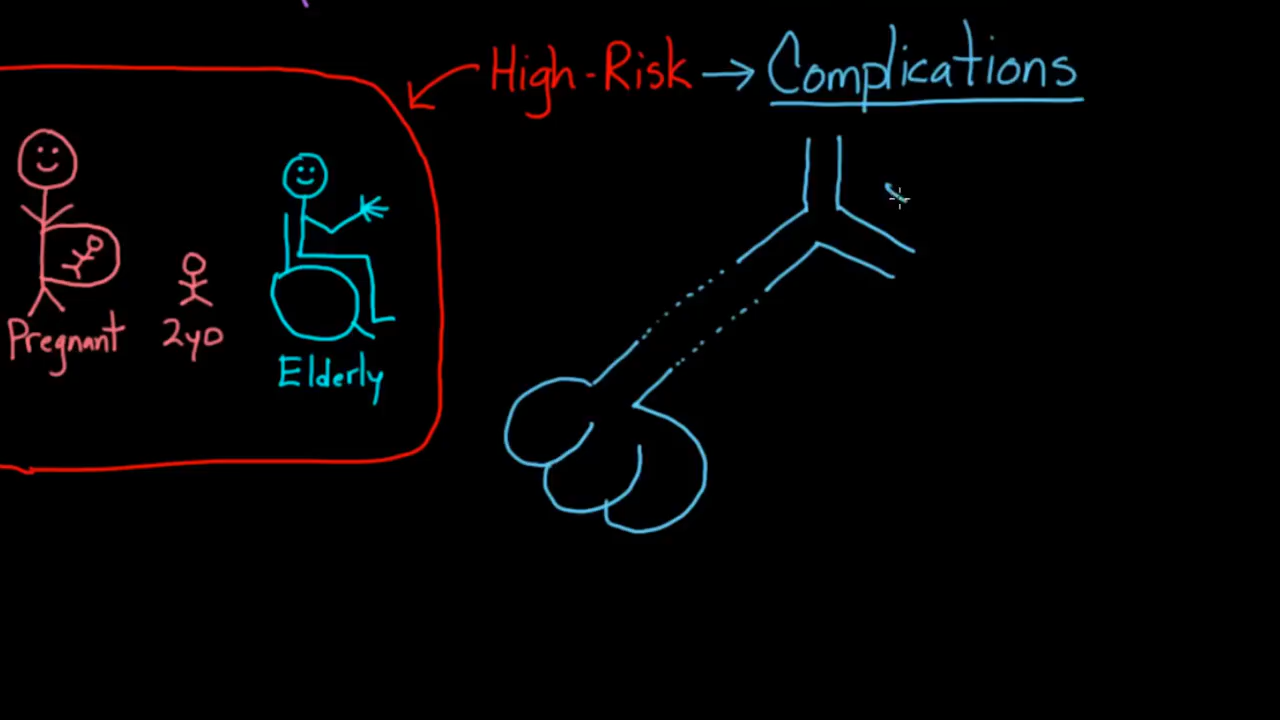 High-Risk → Complications
Pregnant
2yo
Elderly